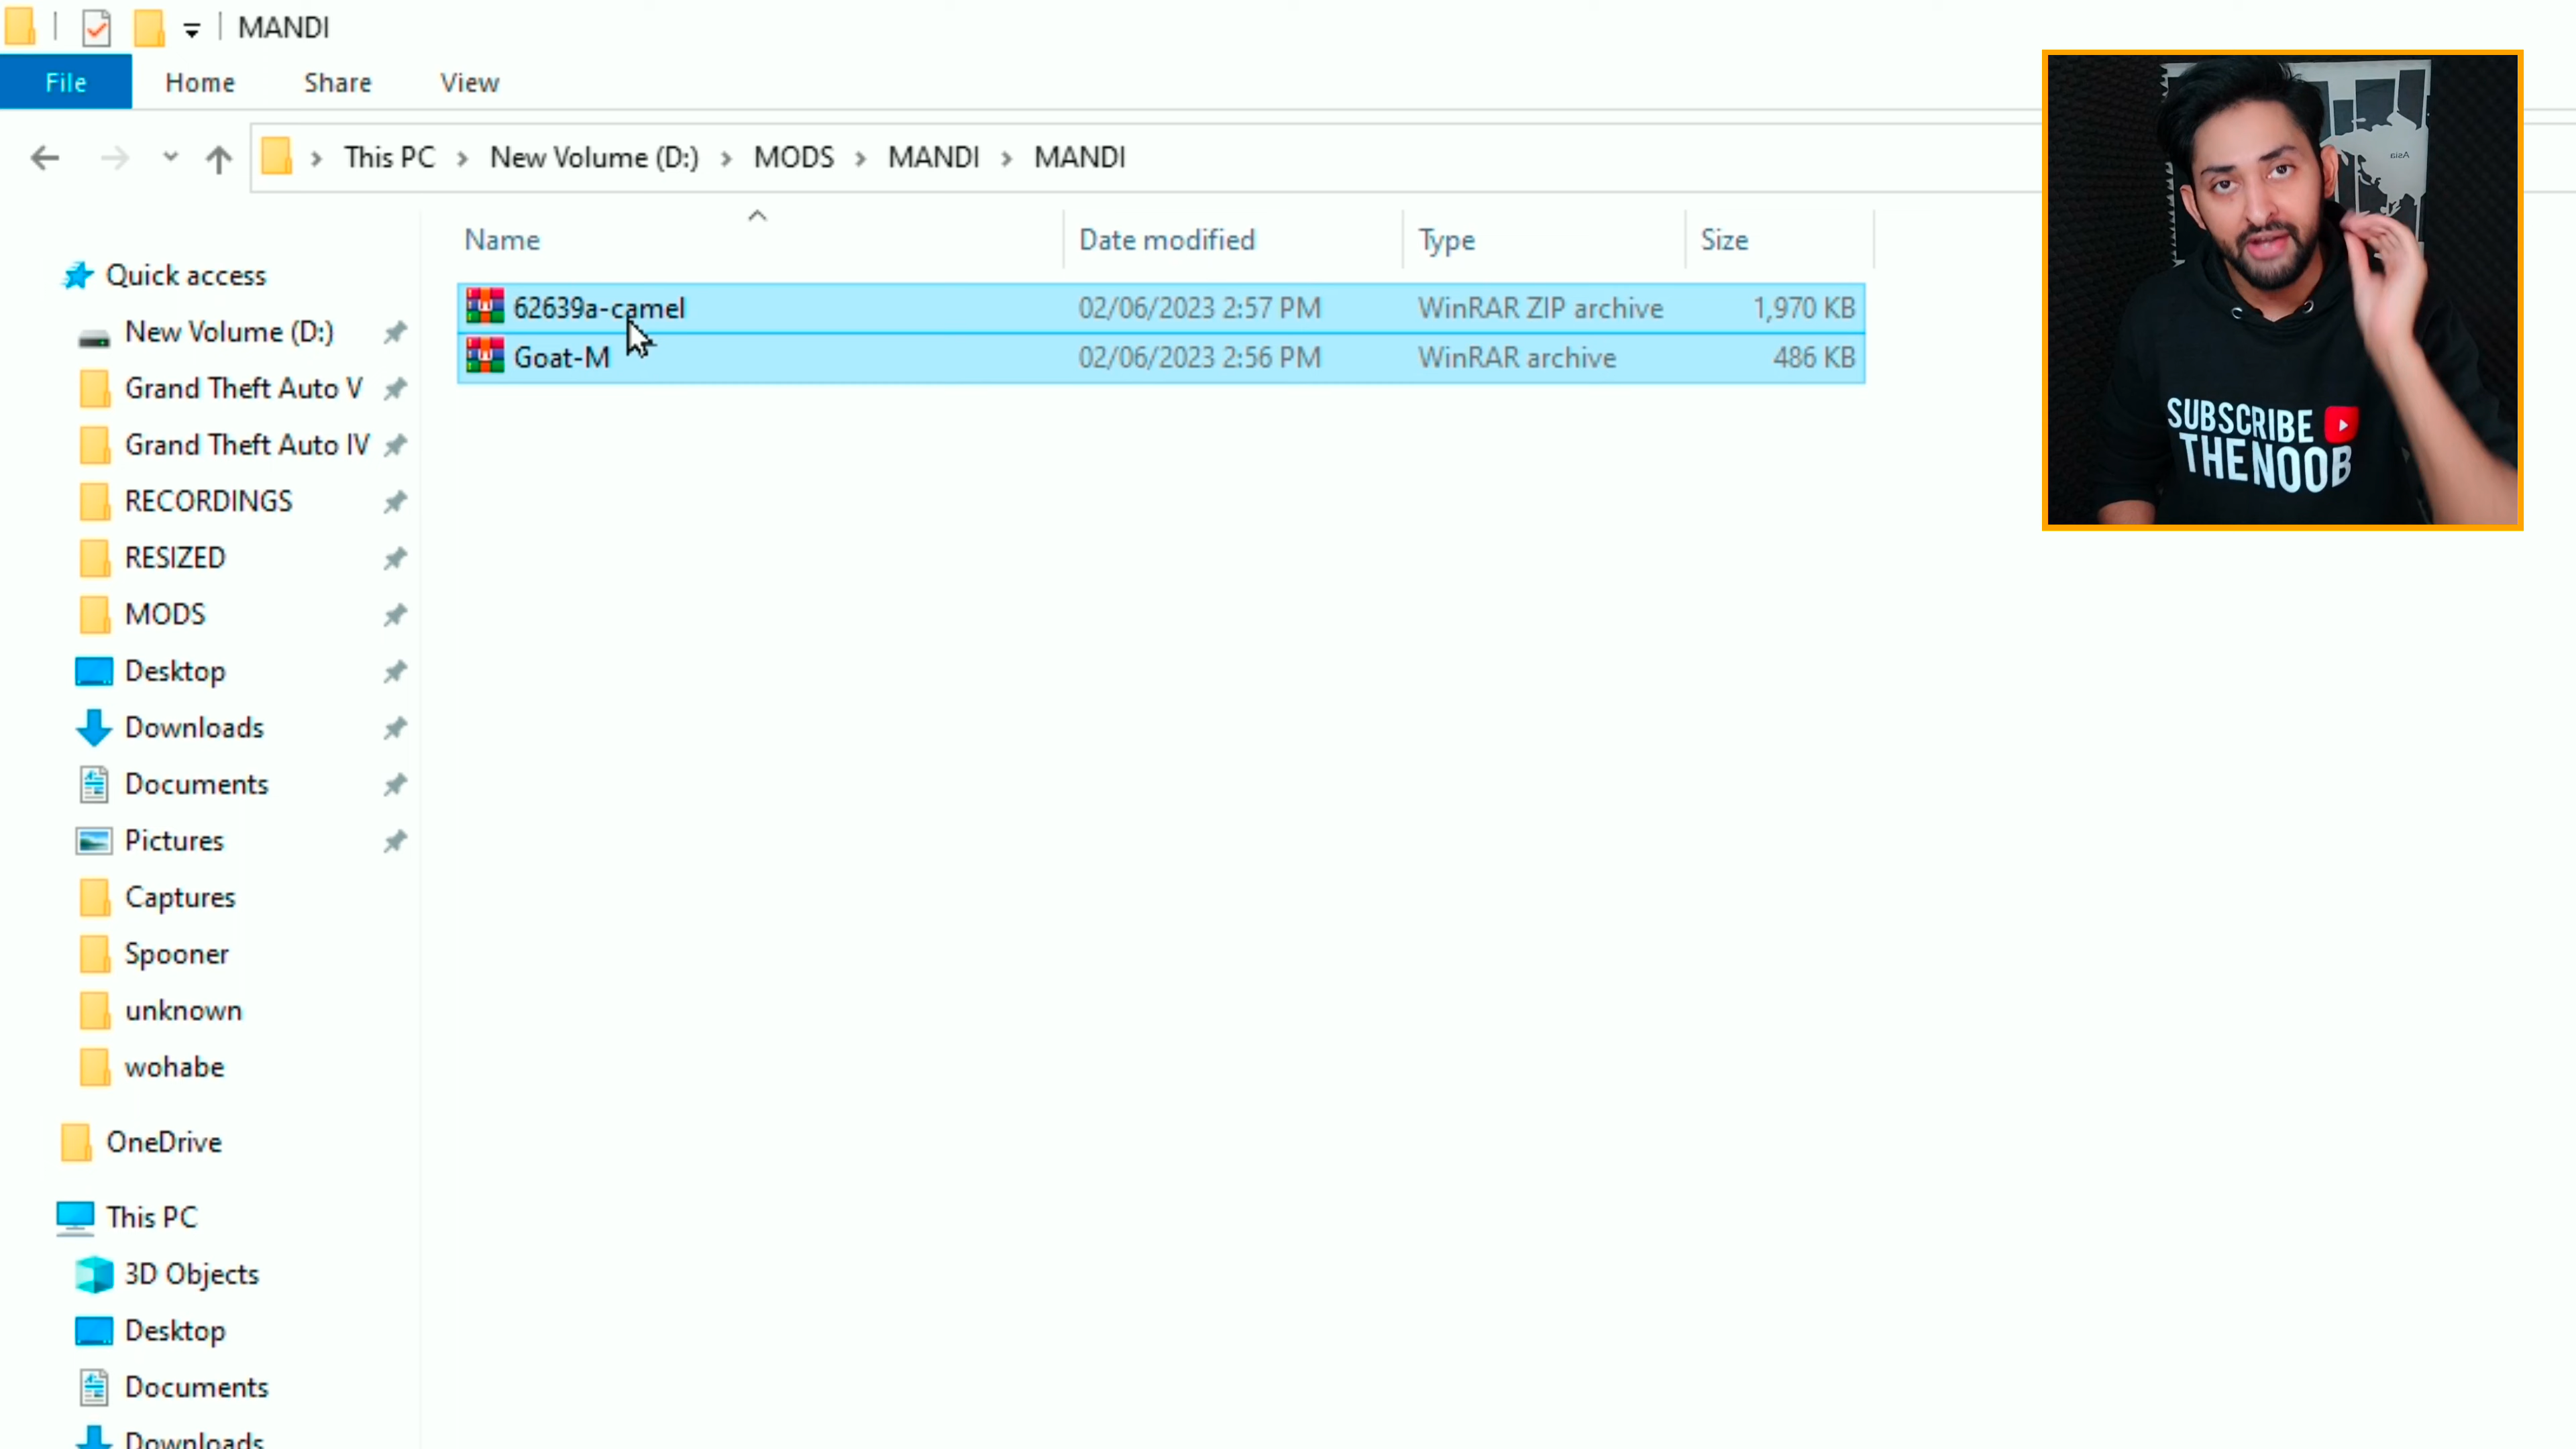 MANDI
File Home Share View
This PC New Volume (D:) MODS MANDI MANDI
Name Date modified Type Size
62639a-camel 02/06/2023 2:57 PM WinRAR ZIP archive 1,970 KB
Goat-M 02/06/2023 2:56 PM WinRAR archive 486 KB
Quick access
New Volume (D:)
Grand Theft Auto V
Grand Theft Auto IV
RECORDINGS
RESIZED
MODS
Desktop
Downloads
Documents
Pictures
Captures
Spooner
unknown
wohabe
OneDrive
This PC
3D Objects
Desktop
Documents
Downloads
Asia
SUBSCRIBE
THE NOOB